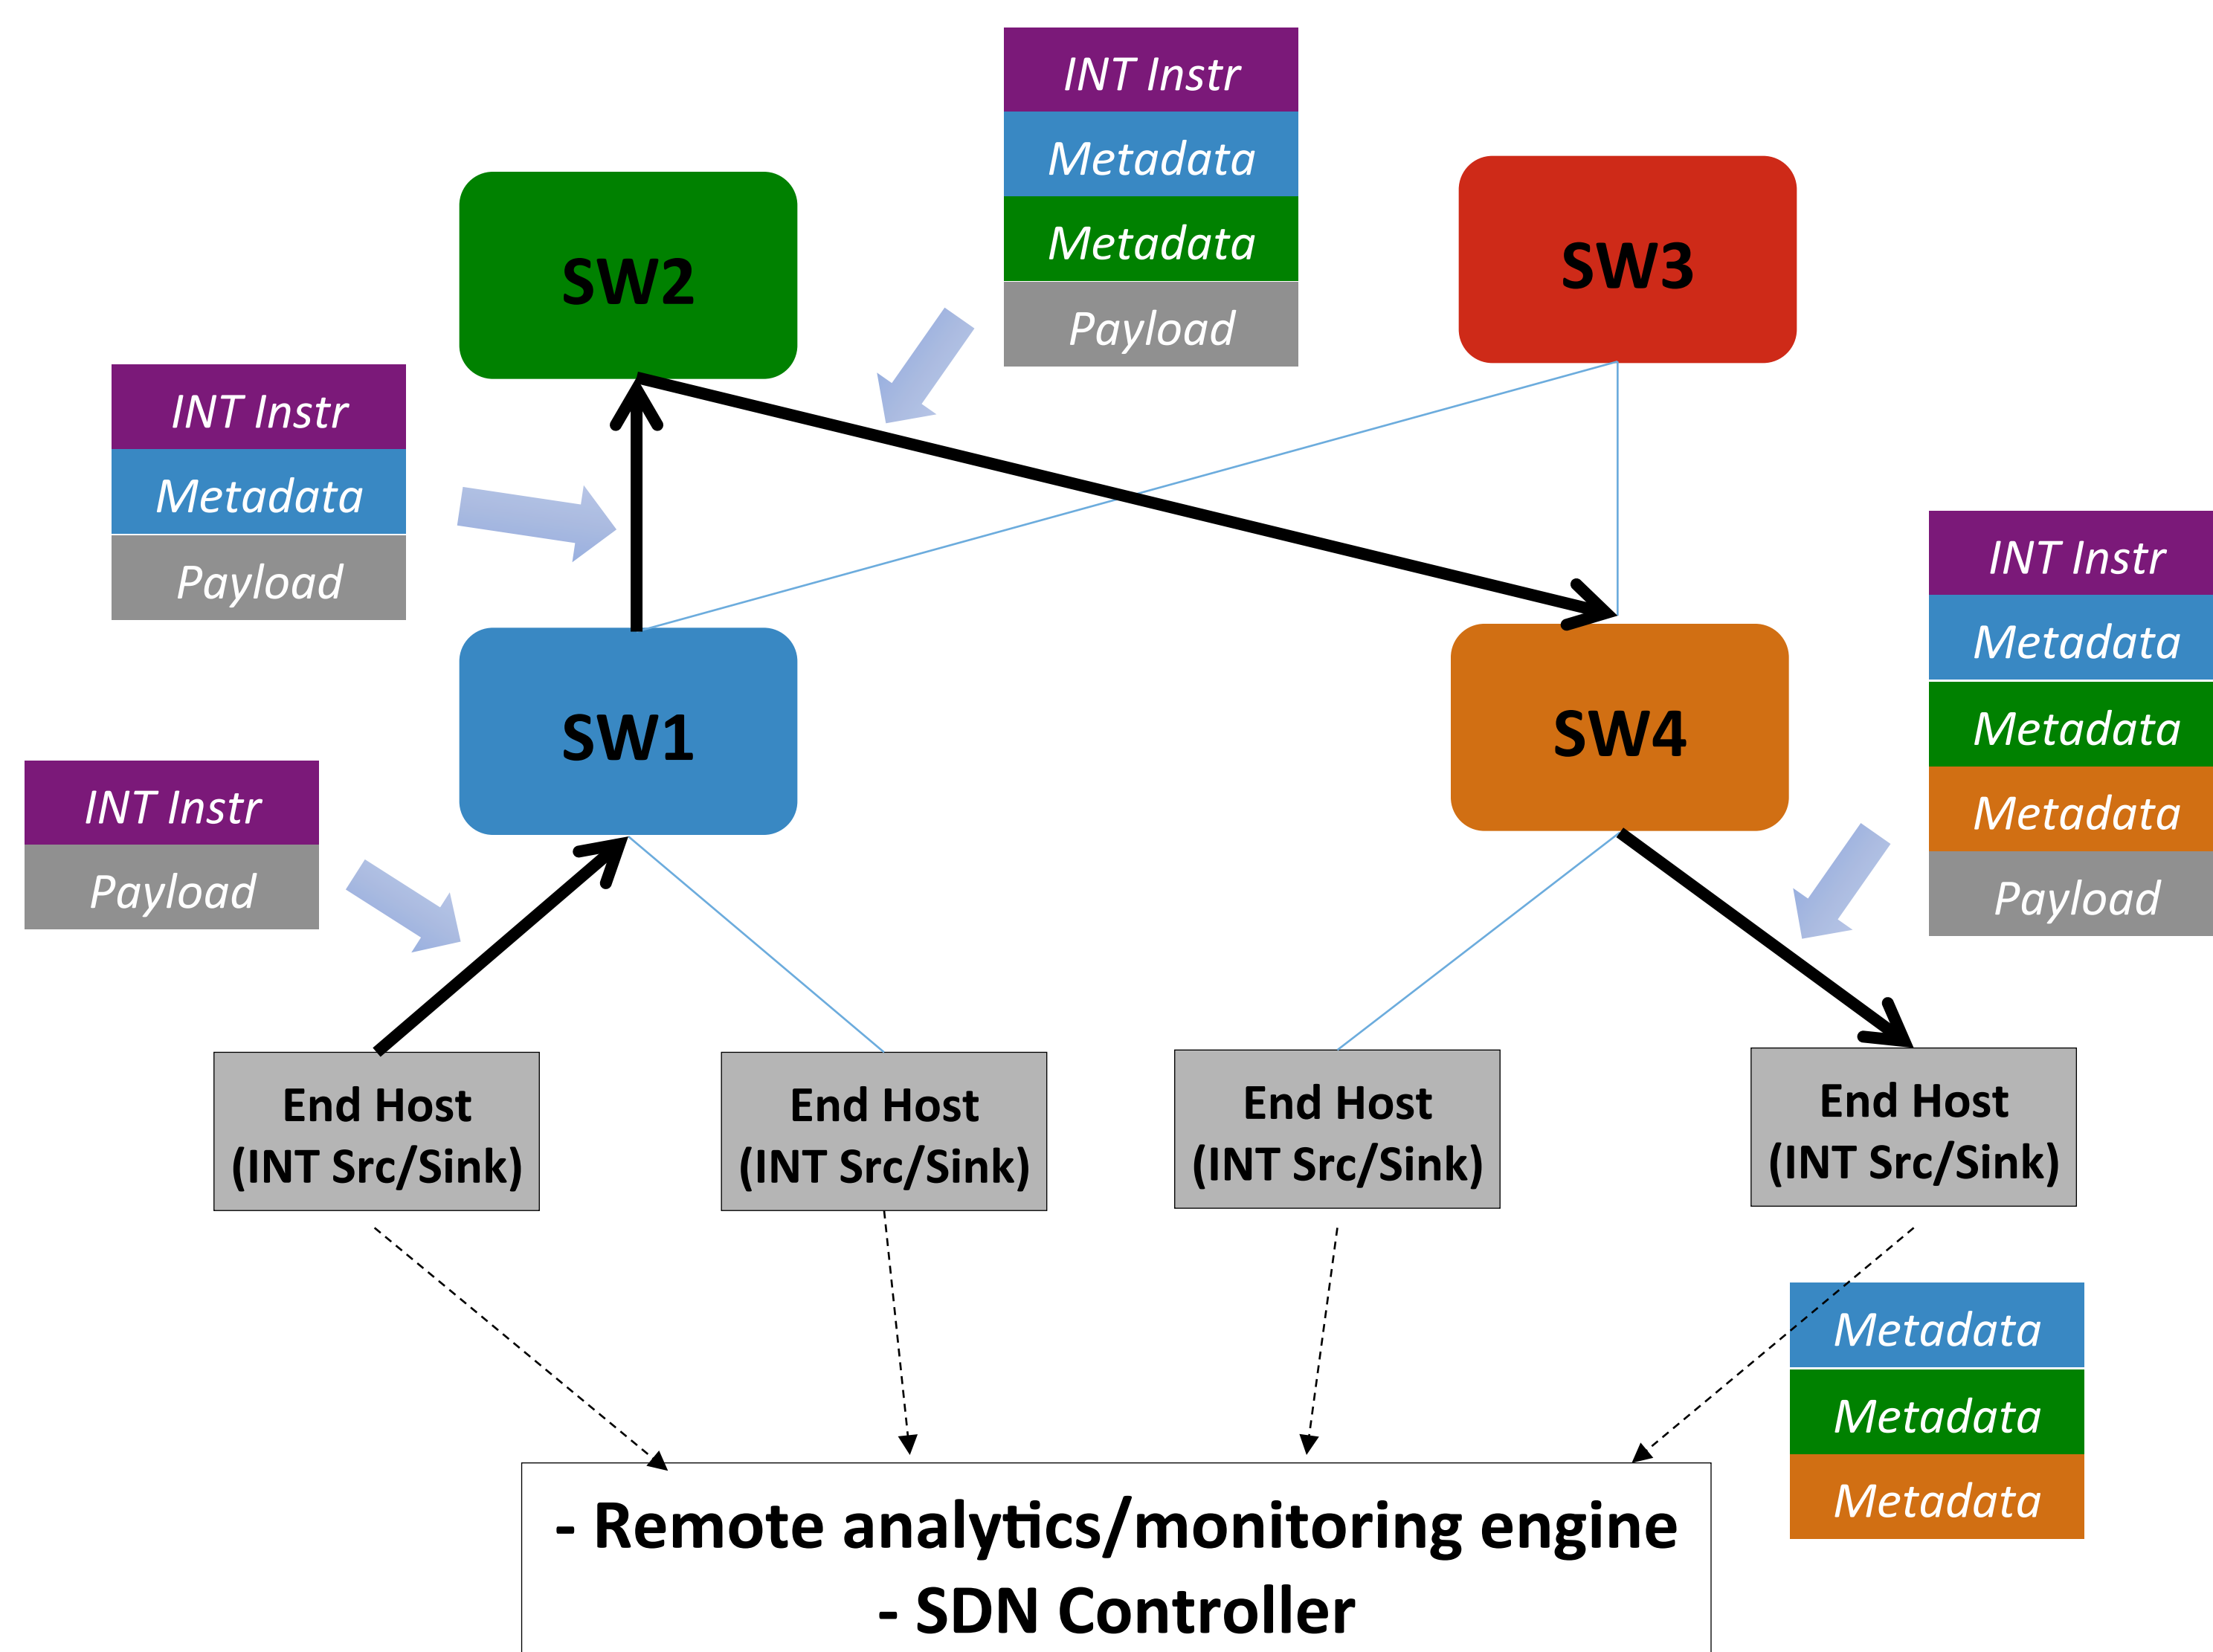 INT Instr
Metadata
Metadata
Payload
SW2
SW3
INT Instr
Metadata
Payload
INT Instr
Metadata
Metadata
Metadata
Payload
SW1
SW4
INT Instr
Payload
End Host
(INT Src/Sink)
End Host
(INT Src/Sink)
End Host
(INT Src/Sink)
End Host
(INT Src/Sink)
Metadata
Metadata
Metadata
- Remote analytics/monitoring engine
- SDN Controller